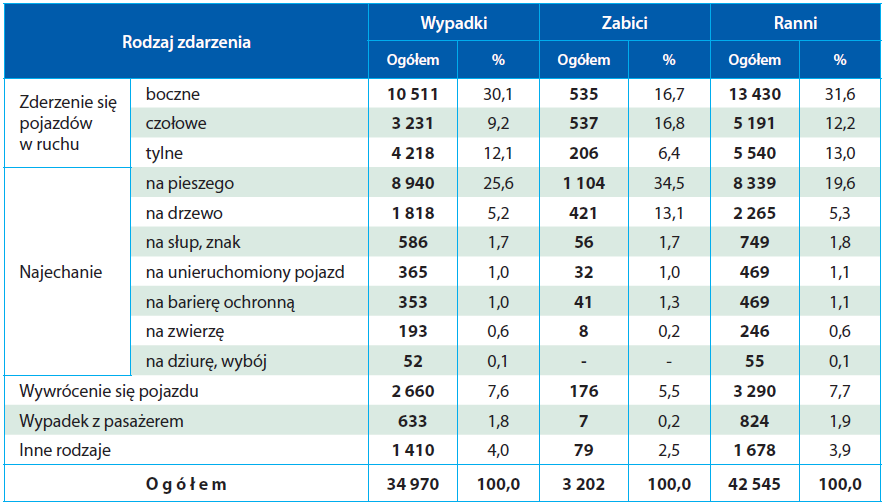 Rodzaj zdarzenia Wypadki Zabici Ranni
Ogółem % Ogółem % Ogółem %
Zderzenie się pojazdów w ruchu
boczne 10 511 30,1 535 16,7 13 430 31,6
czołowe 3 231 9,2 537 16,8 5 191 12,2
tylne 4 218 12,1 206 6,4 5 540 13,0
Najechanie
na pieszego 8 940 25,6 1 104 34,5 8 339 19,6
na drzewo 1 818 5,2 421 13,1 2 265 5,3
na słup, znak 586 1,7 56 1,7 749 1,8
na unieruchomiony pojazd 365 1,0 32 1,0 469 1,1
na barierę ochronną 353 1,0 41 1,3 469 1,1
na zwierzę 193 0,6 8 0,2 246 0,6
na dziurę, wybój 52 0,1 - - 55 0,1
Wywrócenie się pojazdu 2 660 7,6 176 5,5 3 290 7,7
Wypadek z pasażerem 633 1,8 7 0,2 824 1,9
Inne rodzaje 1 410 4,0 79 2,5 1 678 3,9
Ogółem 34 970 100,0 3 202 100,0 42 545 100,0